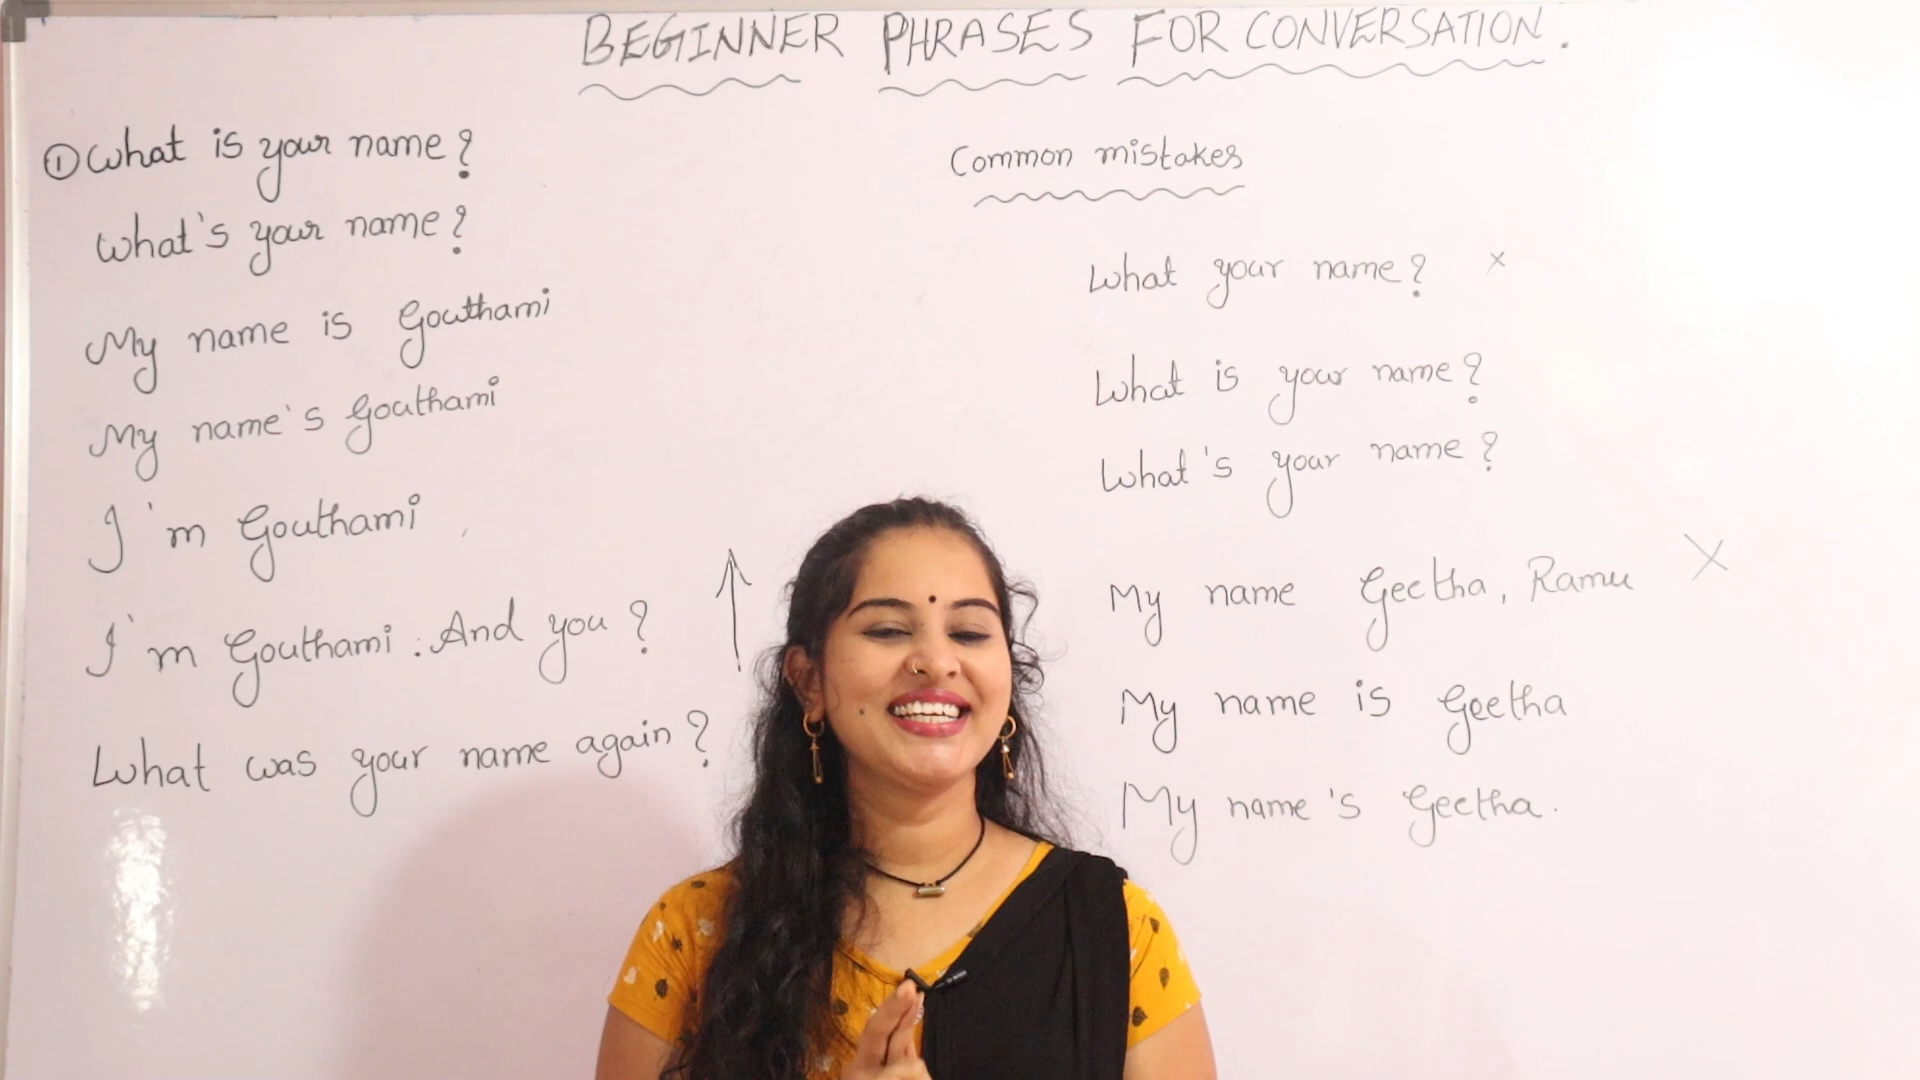 BEGINNER PHRASES FOR CONVERSATION.
① What is your name?
What's your name?
My name is Gouthami
My name's Gouthami
I'm Gouthami
I'm Gouthami. And you?
What was your name again?
Common mistakes
What your name? ×
What is your name?
What's your name?
My name Geetha, Ramu ×
My name is Geetha
My name's Geetha.